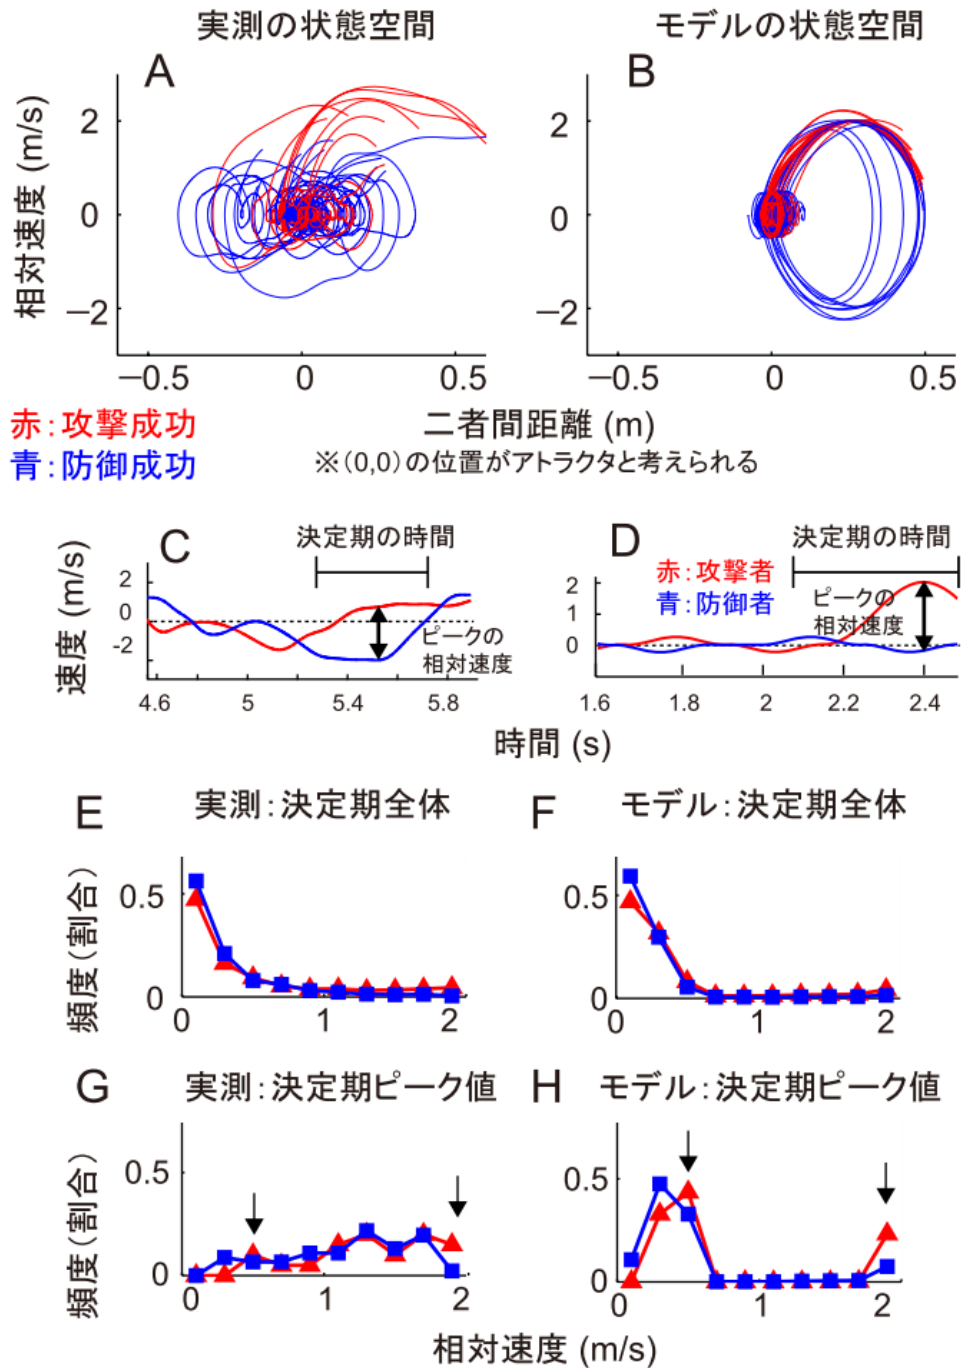 実測の状態空間
モデルの状態空間
A
B
相対速度 (m/s)
2
0
−2
2
0
−2
−0.5
0
0.5
−0.5
0
0.5
赤：攻撃成功
青：防御成功
二者間距離 (m)
※(0,0)の位置がアトラクタと考えられる
C
決定期の時間
D
決定期の時間
速度 (m/s)
2
0
-2
ピークの
相対速度
赤：攻撃者
青：防御者
2
1
0
ピークの
相対速度
4.6
5
5.4
5.8
1.6
1.8
2
2.2
2.4
時間 (s)
E
実測：決定期全体
F
モデル：決定期全体
頻度(割合)
0.5
0
0
1
2
0.5
0
0
1
2
G
実測：決定期ピーク値
H
モデル：決定期ピーク値
頻度(割合)
0.5
0
0
1
2
0.5
0
0
1
2
相対速度 (m/s)